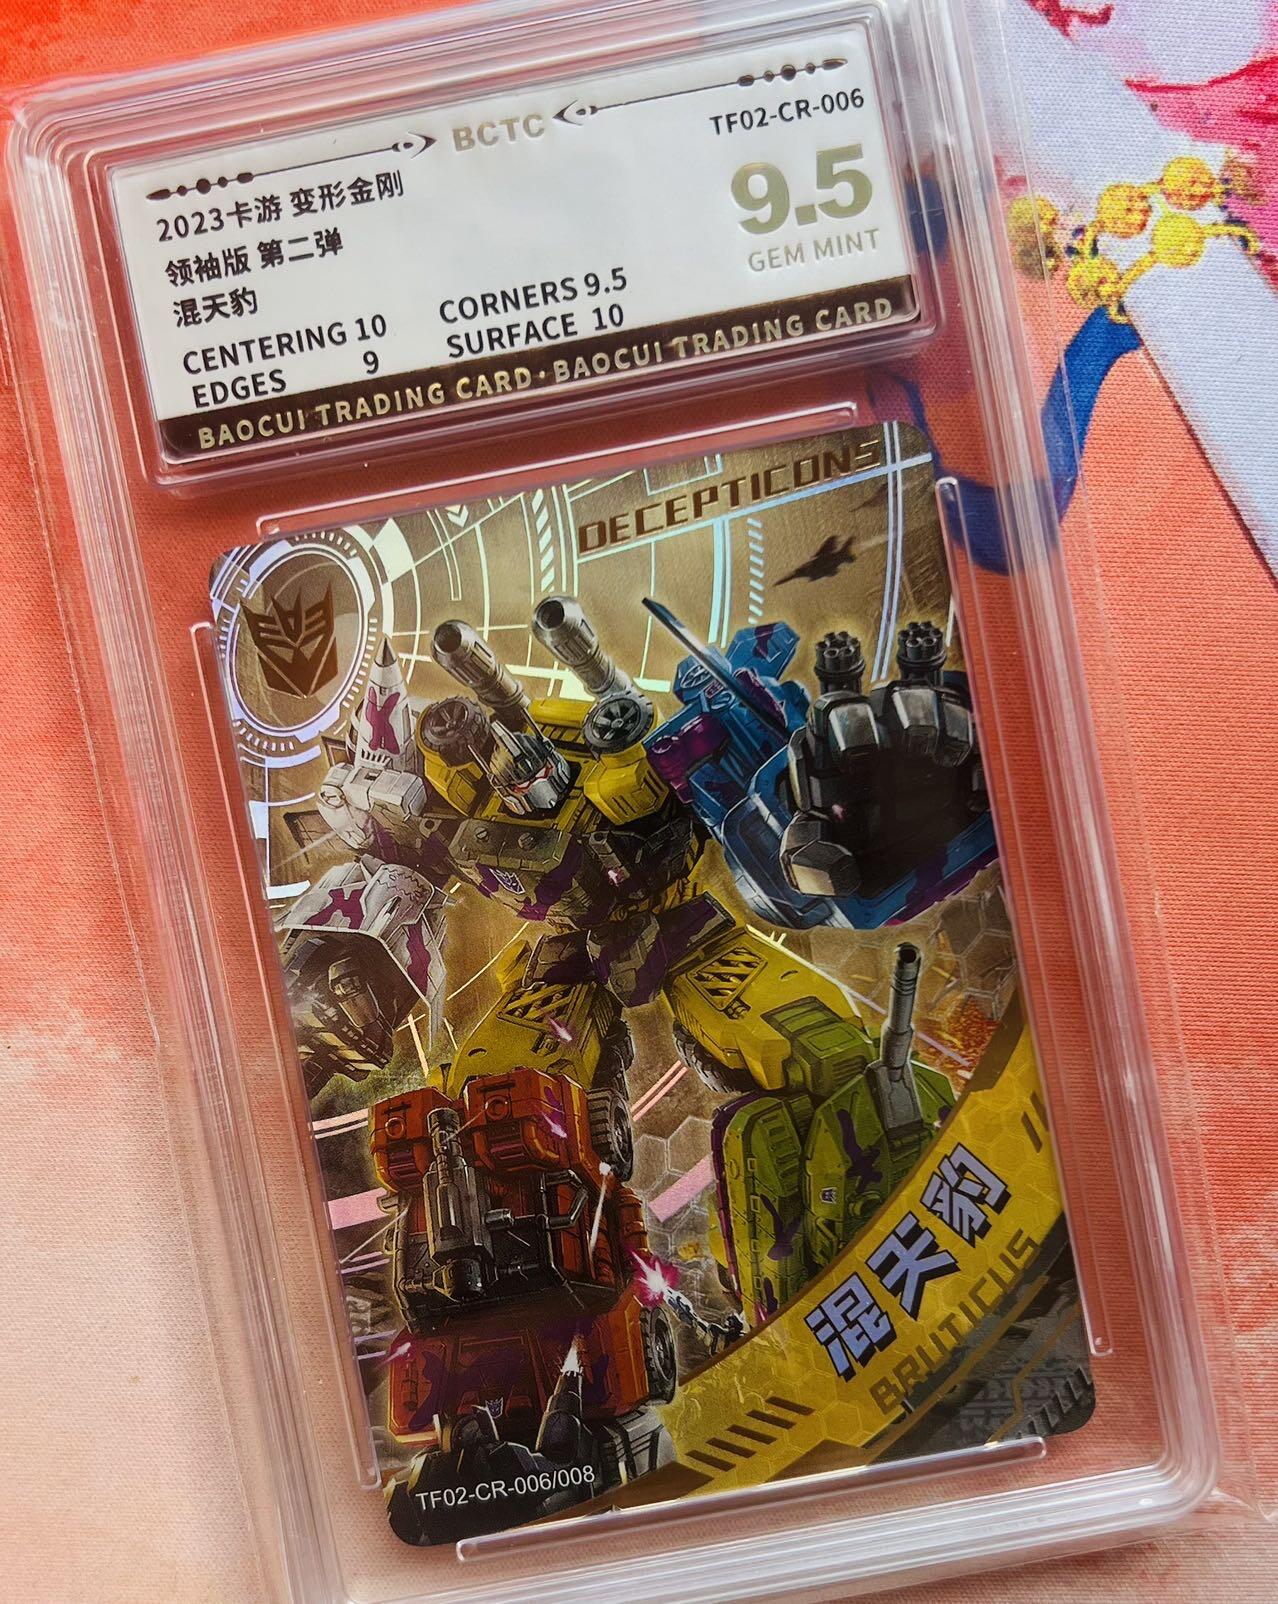 BCTC
TF02-CR-006
2023卡游 变形金刚
领袖版 第二弹
混天豹
9.5
GEM MINT
CENTERING 10
CORNERS 9.5
EDGES 9
SURFACE 10
BAOCUI TRADING CARD·BAOCUI TRADING CARD
DECEPTICONS
混天豹
BRUTICUS
TF02-CR-006/008